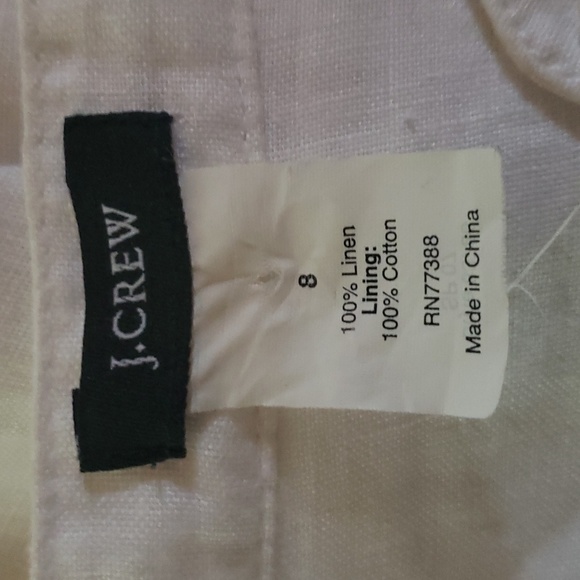 J.CREW
8
100% Linen
Lining:
100% Cotton
RN77388
Made in China